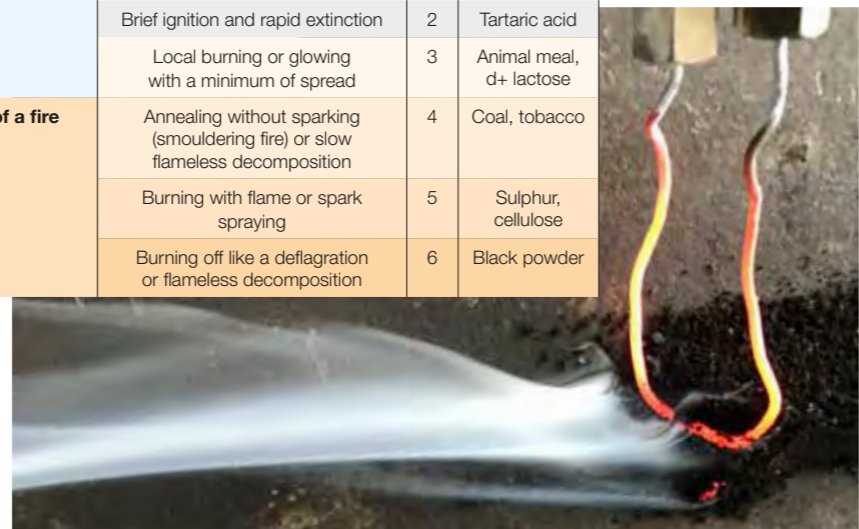 Brief ignition and rapid extinction 2 Tartaric acid
Local burning or glowing 3 Animal meal,
with a minimum of spread d+ lactose
of a fire Annealing without sparking 4 Coal, tobacco
(smouldering fire) or slow
flameless decomposition
Burning with flame or spark 5 Sulphur,
spraying cellulose
Burning off like a deflagration 6 Black powder
or flameless decomposition